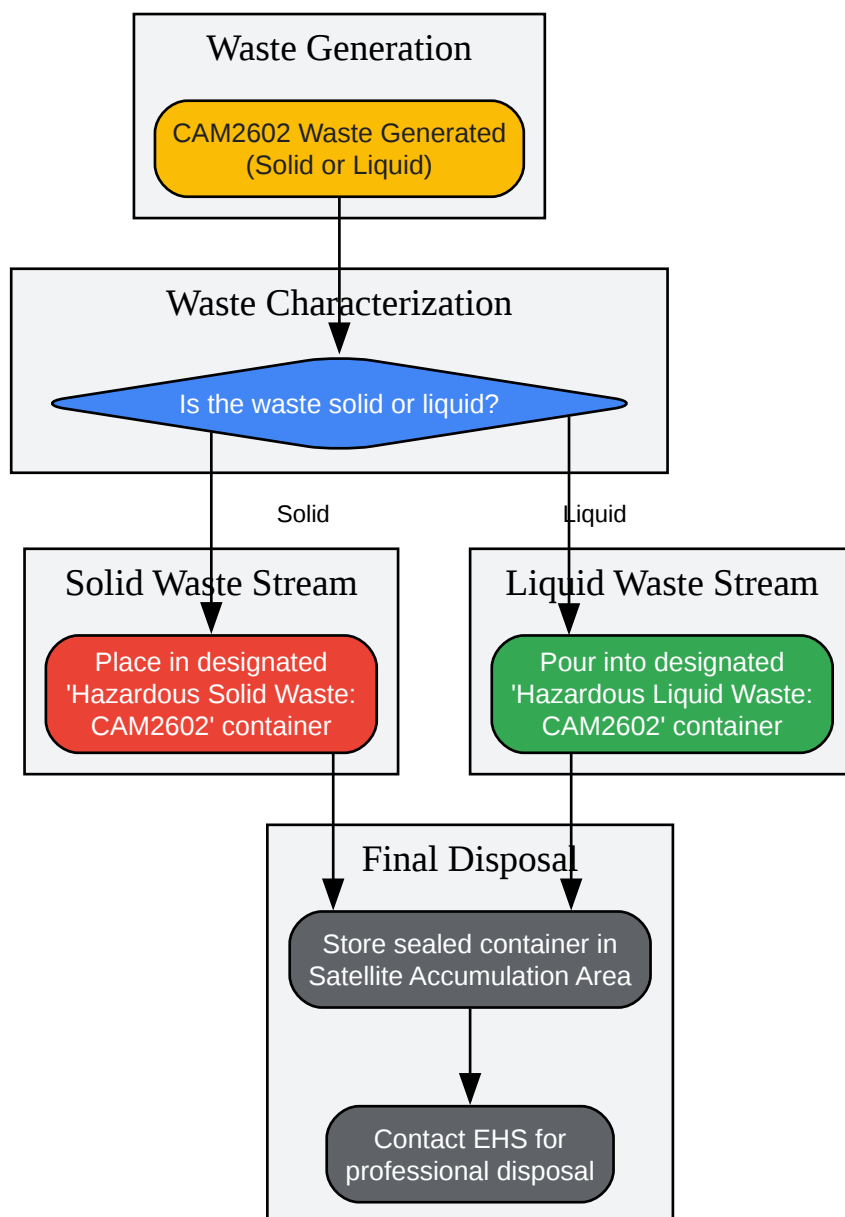 Waste Generation
CAM2602 Waste Generated
(Solid or Liquid)
Waste Characterization
Is the waste solid or liquid?
Solid
Liquid
Solid Waste Stream
Place in designated
'Hazardous Solid Waste:
CAM2602' container
Liquid Waste Stream
Pour into designated
'Hazardous Liquid Waste:
CAM2602' container
Final Disposal
Store sealed container in
Satellite Accumulation Area
Contact EHS for
professional disposal